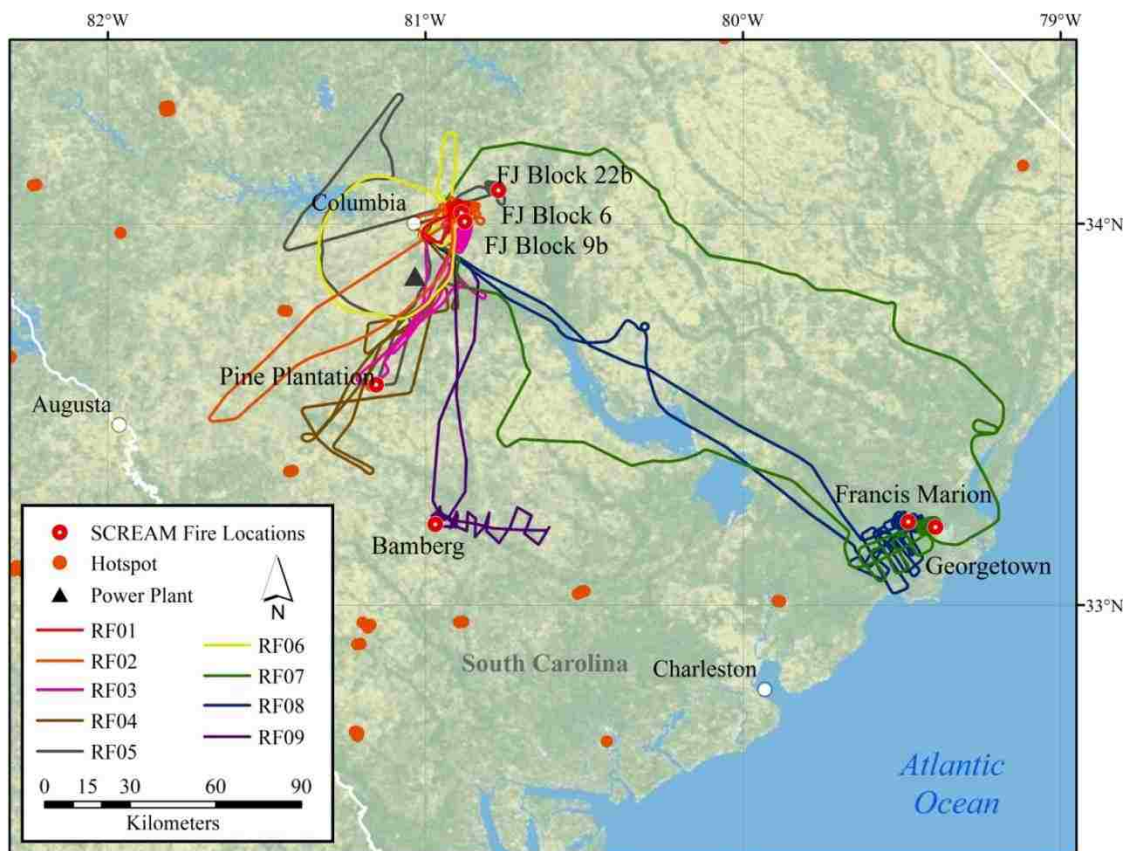 82°W
81°W
80°W
79°W
FJ Block 22b
Columbia
FJ Block 6
34°N
FJ Block 9b
Pine Plantation
Augusta
Francis Marion
Bamberg
Georgetown
33°N
South Carolina
Charleston
Atlantic
Ocean
SCREAM Fire Locations
Hotspot
Power Plant
N
RF01
RF02
RF03
RF04
RF05
RF06
RF07
RF08
RF09
0 15 30 60 90
Kilometers